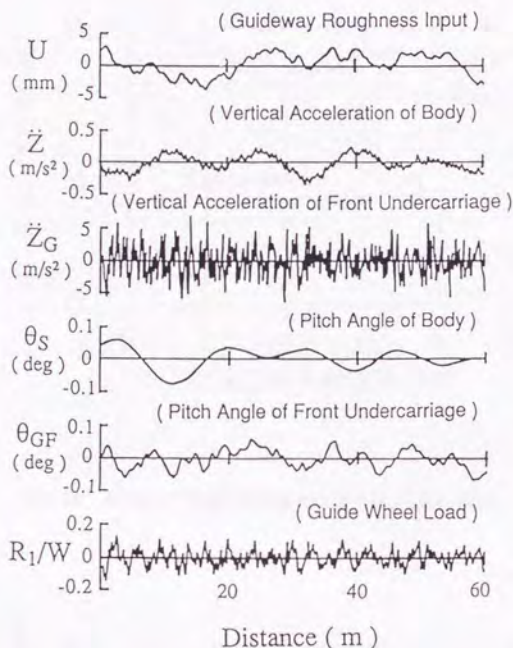 ( Guideway Roughness Input )
U
( mm )
5
0
-5
( Vertical Acceleration of Body )
Z̈
( m/s² )
0.5
0
-0.5
( Vertical Acceleration of Front Undercarriage )
Z̈G
( m/s² )
5
0
-5
( Pitch Angle of Body )
θS
( deg )
0.1
0
-0.1
( Pitch Angle of Front Undercarriage )
θGF
( deg )
0.1
0
-0.1
( Guide Wheel Load )
R1/W
0.2
0
-0.2
20 40 60
Distance ( m )